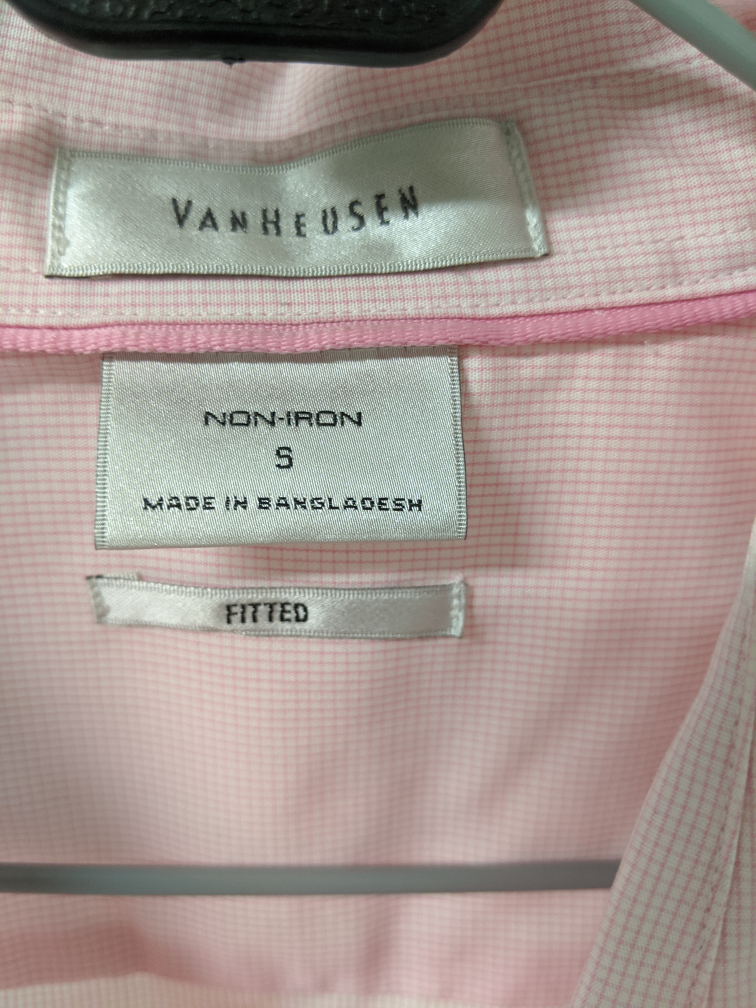 VANHEUSEN
NON-IRON
S
MADE IN BANGLADESH
FITTED